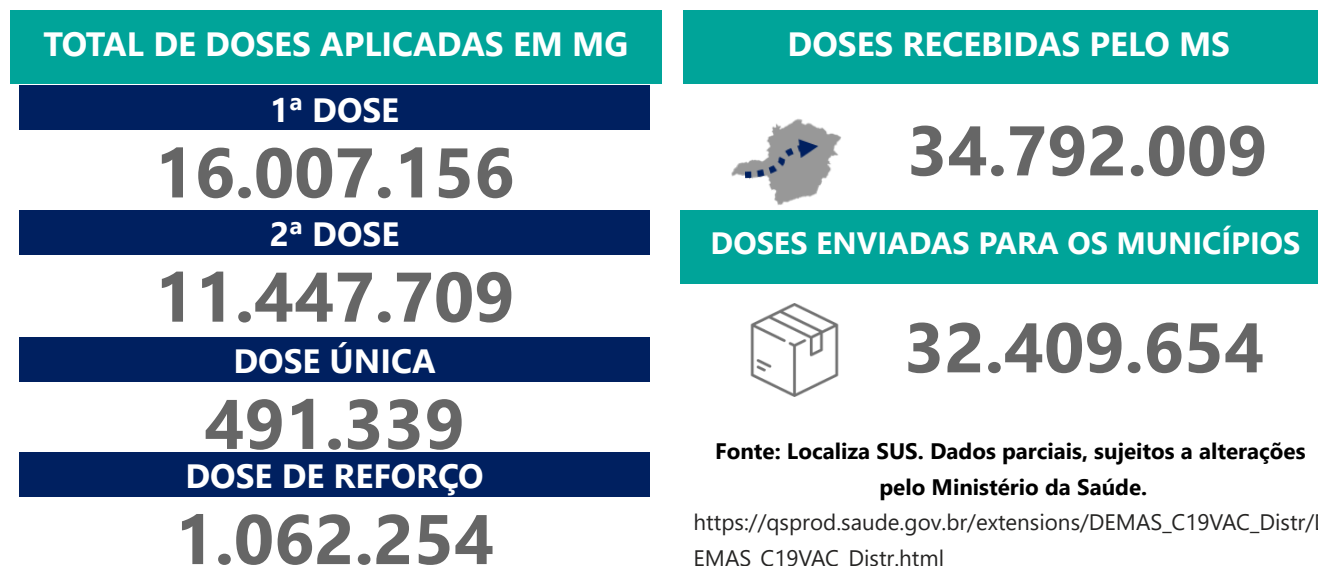 TOTAL DE DOSES APLICADAS EM MG
1ª DOSE
16.007.156
2ª DOSE
11.447.709
DOSE ÚNICA
491.339
DOSE DE REFORÇO
1.062.254
DOSES RECEBIDAS PELO MS
34.792.009
DOSES ENVIADAS PARA OS MUNICÍPIOS
32.409.654
Fonte: Localiza SUS. Dados parciais, sujeitos a alterações
pelo Ministério da Saúde.
https://qsprod.saude.gov.br/extensions/DEMAS_C19VAC_Distr/
EMAS_C19VAC_Distr.html